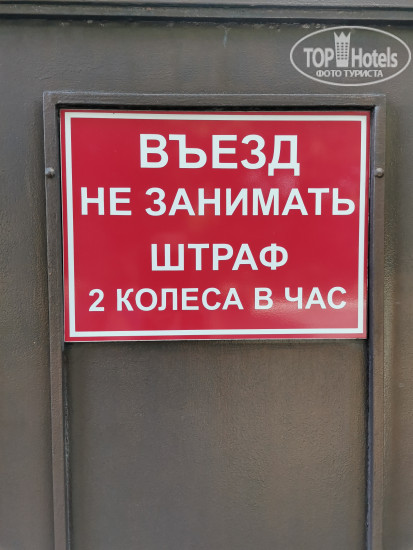 TOP Hotels
ФОТО ТУРИСТА
ВЪЕЗД
НЕ ЗАНИМАТЬ
ШТРАФ
2 КОЛЕСА В ЧАС